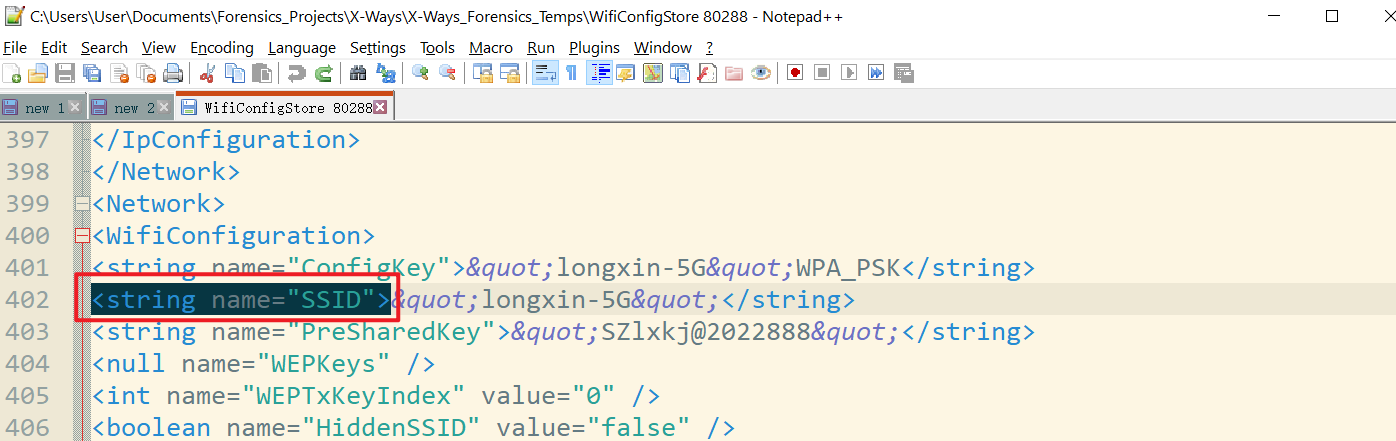 C:\Users\User\Documents\Forensics_Projects\X-Ways\X-Ways_Forensics_Temps\WifiConfigStore 80288 - Notepad++
File Edit Search View Encoding Language Settings Tools Macro Run Plugins Window ?
new 1 new 2 WifiConfigStore 80288
397 </IpConfiguration>
398 </Network>
399 <Network>
400 <WifiConfiguration>
401 <string name="ConfigKey">&quot;longxin-5G&quot;WPA_PSK</string>
402 <string name="SSID">&quot;longxin-5G&quot;</string>
403 <string name="PreSharedKey">&quot;SZlxkj@2022888&quot;</string>
404 <null name="WEPKeys" />
405 <int name="WEPTxKeyIndex" value="0" />
406 <boolean name="HiddenSSID" value="false" />